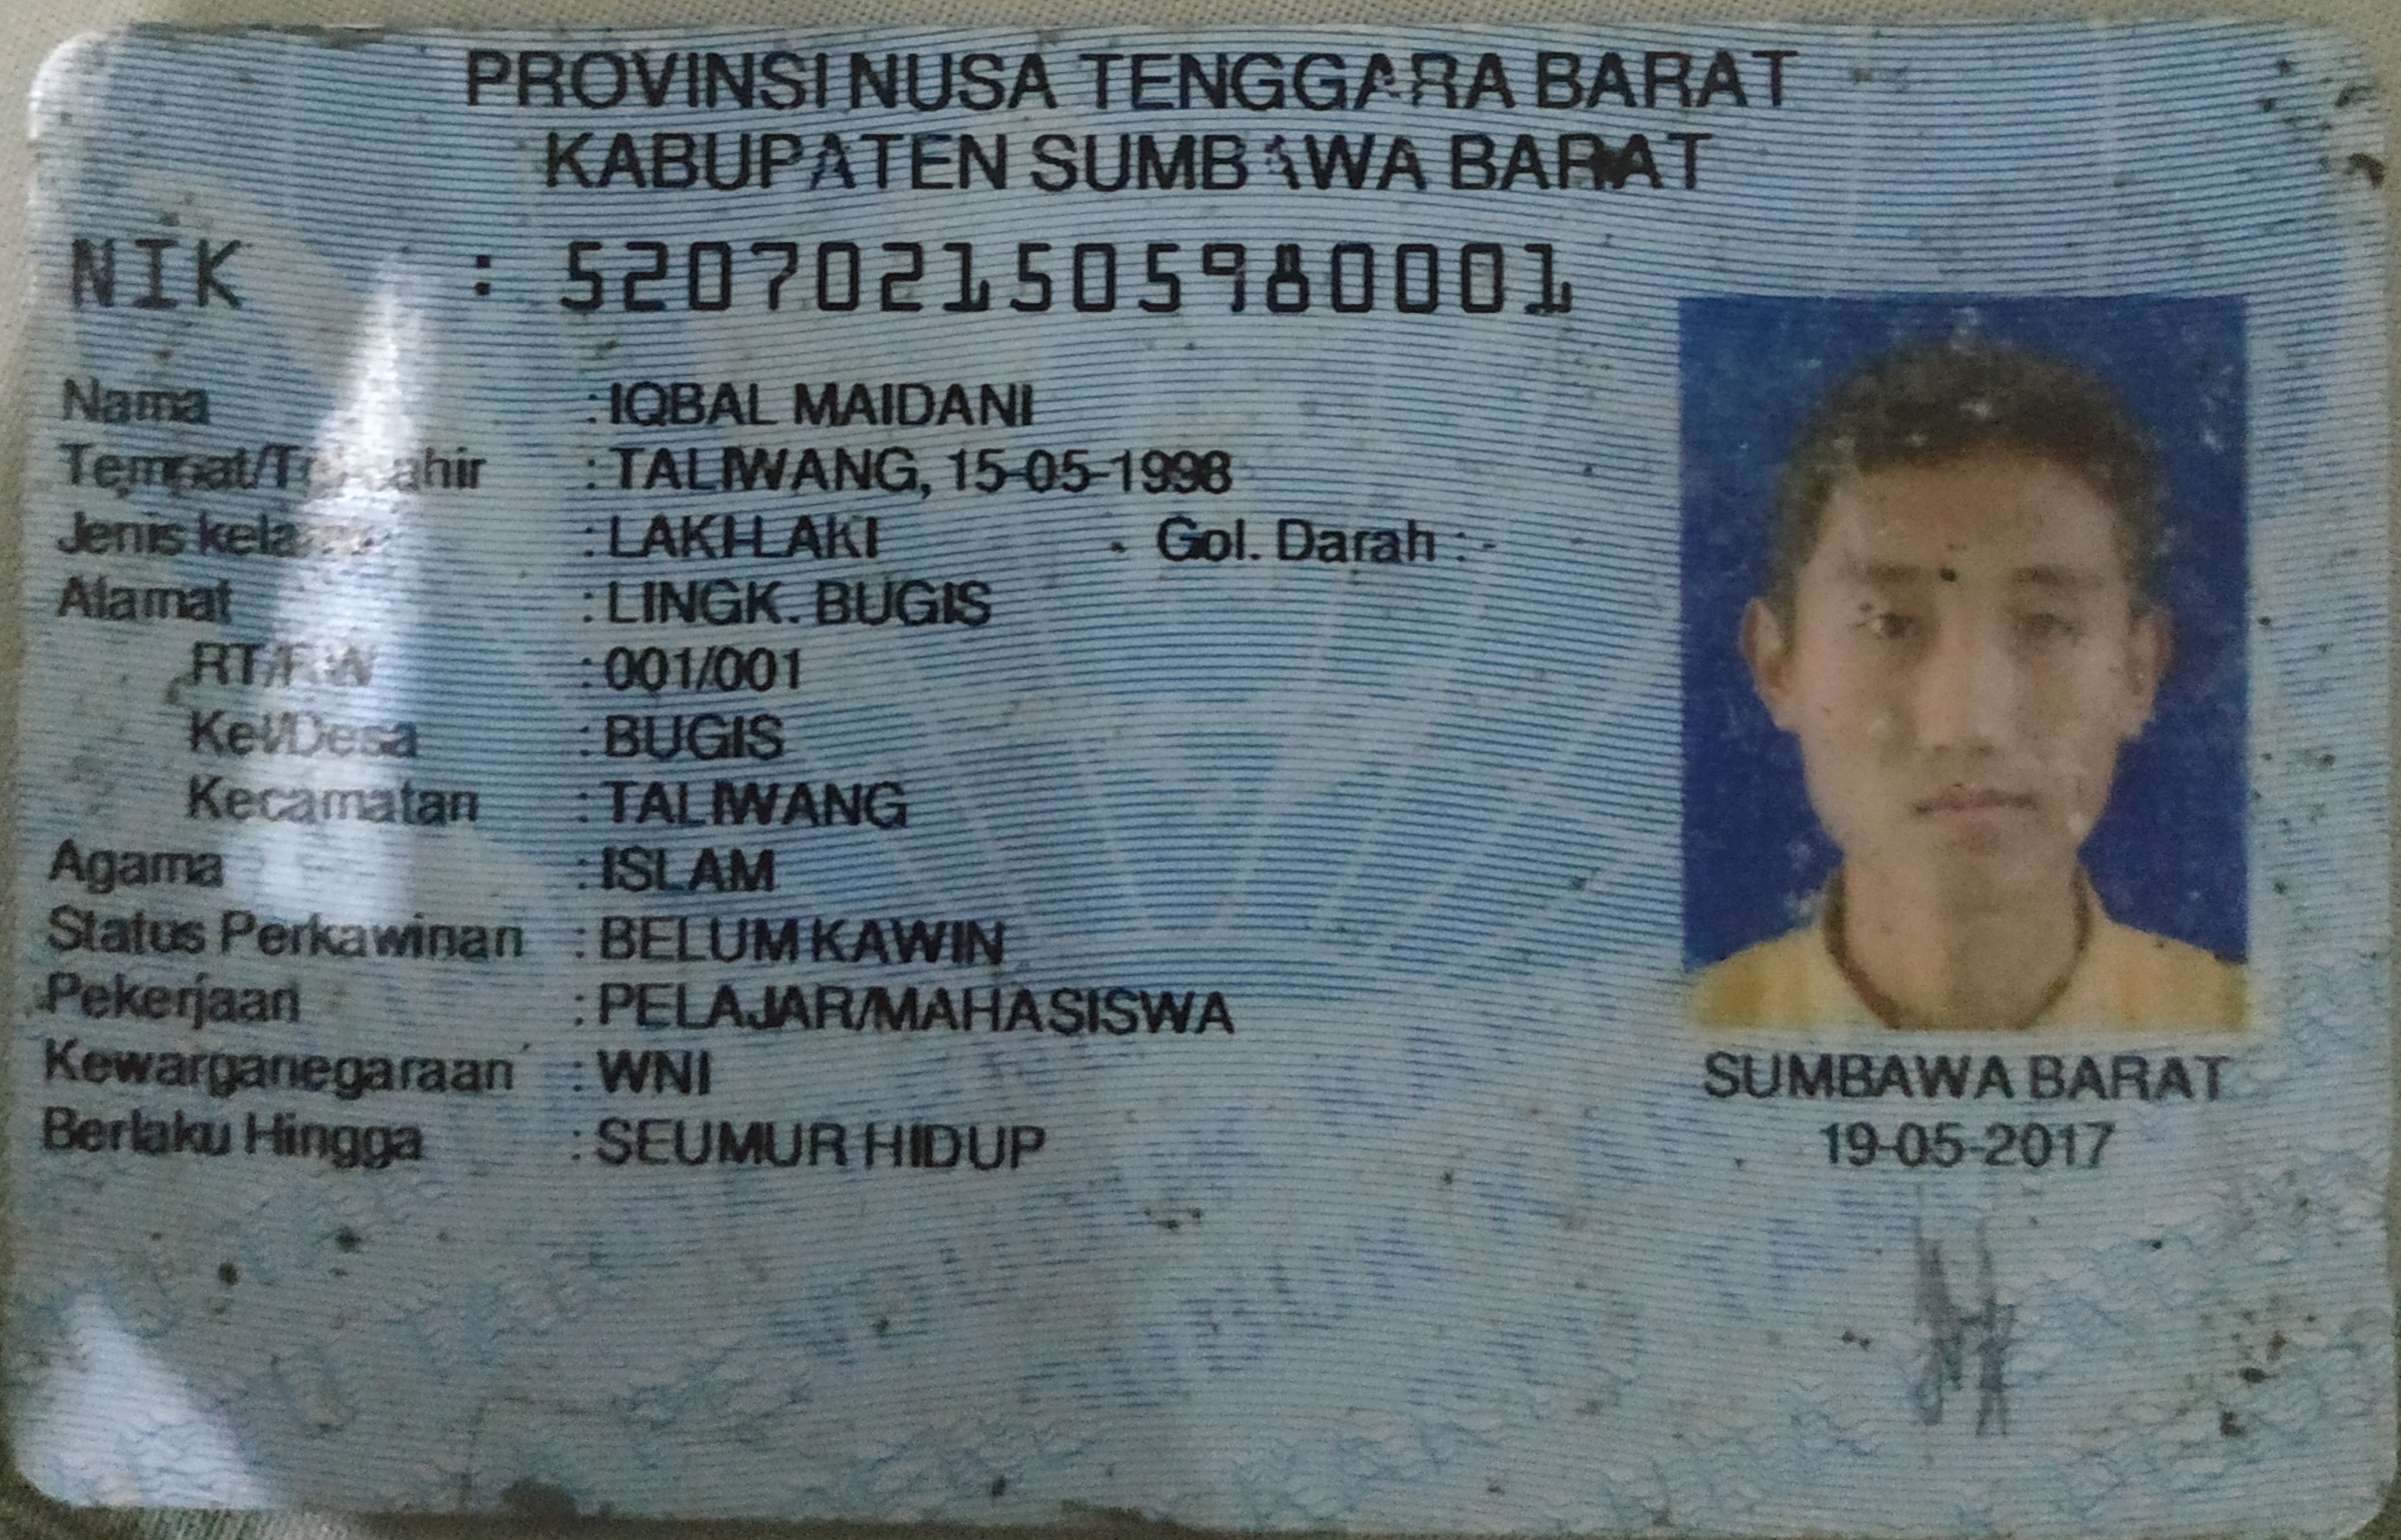 PROVINSI NUSA TENGGARA BARAT
KABUPATEN SUMBAWA BARAT
NIK : 5207021505980001
Nama : IQBAL MAIDANI
Tempat/Tgl Lahir : TALIWANG, 15-05-1998
Jenis kelamin : LAKI-LAKI - Gol. Darah : -
Alamat : LINGK. BUGIS
RT/RW : 001/001
Kel/Desa : BUGIS
Kecamatan : TALIWANG
Agama : ISLAM
Status Perkawinan : BELUM KAWIN
Pekerjaan : PELAJAR/MAHASISWA
Kewarganegaraan : WNI
Berlaku Hingga : SEUMUR HIDUP
SUMBAWA BARAT
19-05-2017